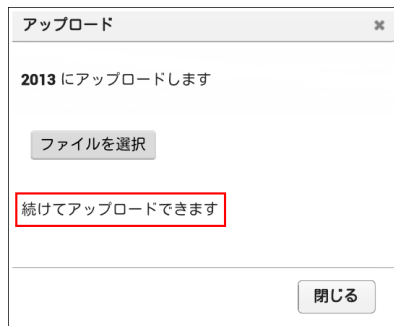 アップロード
2013 にアップロードします
ファイルを選択
続けてアップロードできます
閉じる